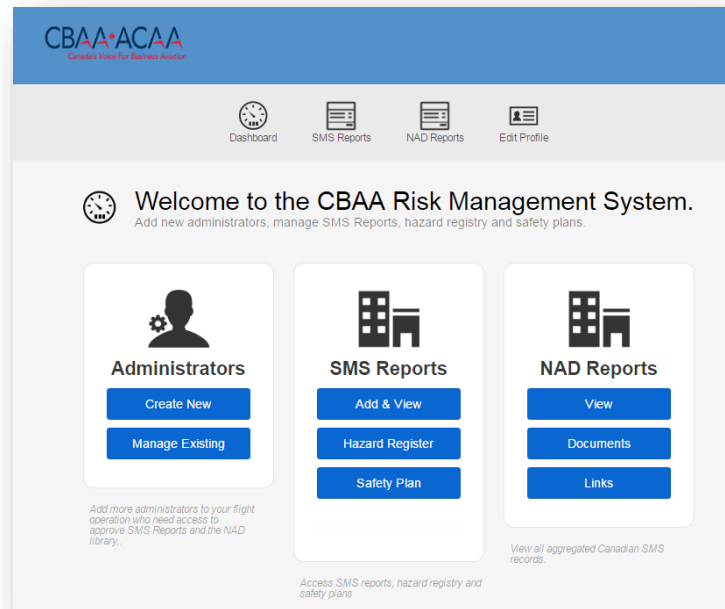 CBAA ACAA
Canada's Voice For Business Aviation
Dashboard
SMS Reports
NAD Reports
Edit Profile
Welcome to the CBAA Risk Management System.
Add new administrators, manage SMS Reports, hazard registry and safety plans.
Administrators
Create New
Manage Existing
Add more administrators to your flight
operation who need access to
approve SMS Reports and the NAD
library,.
SMS Reports
Add & View
Hazard Register
Safety Plan
Access SMS reports, hazard registry and
safety plans
NAD Reports
View
Documents
Links
View all aggregated Canadian SMS
records.